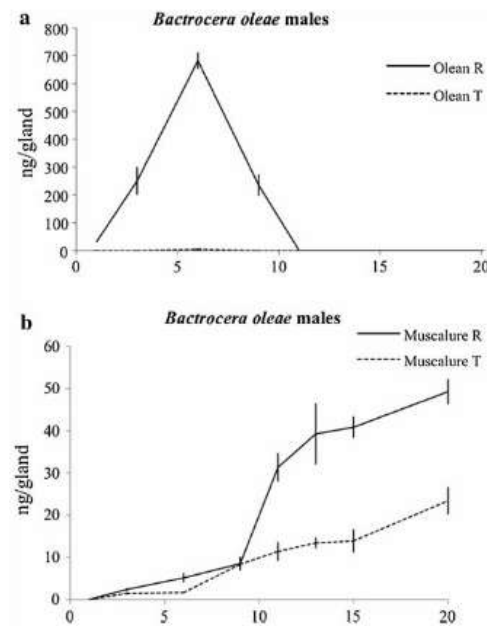 a
Bactrocera oleae males
800
700
600
500
400
300
200
100
0
ng/gland
Olean R
Olean T
0 5 10 15 20
b
Bactrocera oleae males
60
50
40
30
20
10
0
ng/gland
Muscalure R
Muscalure T
0 5 10 15 20